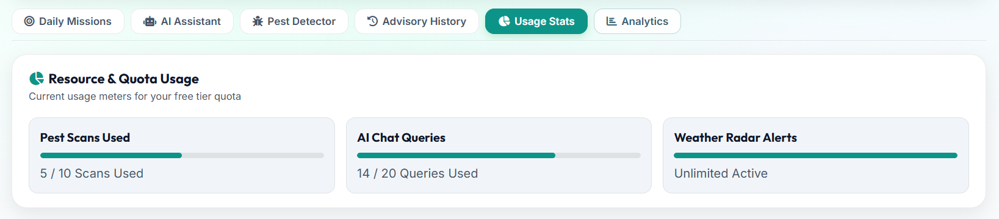 Daily Missions
AI Assistant
Pest Detector
Advisory History
Usage Stats
Analytics
Resource & Quota Usage
Current usage meters for your free tier quota
Pest Scans Used
5 / 10 Scans Used
AI Chat Queries
14 / 20 Queries Used
Weather Radar Alerts
Unlimited Active